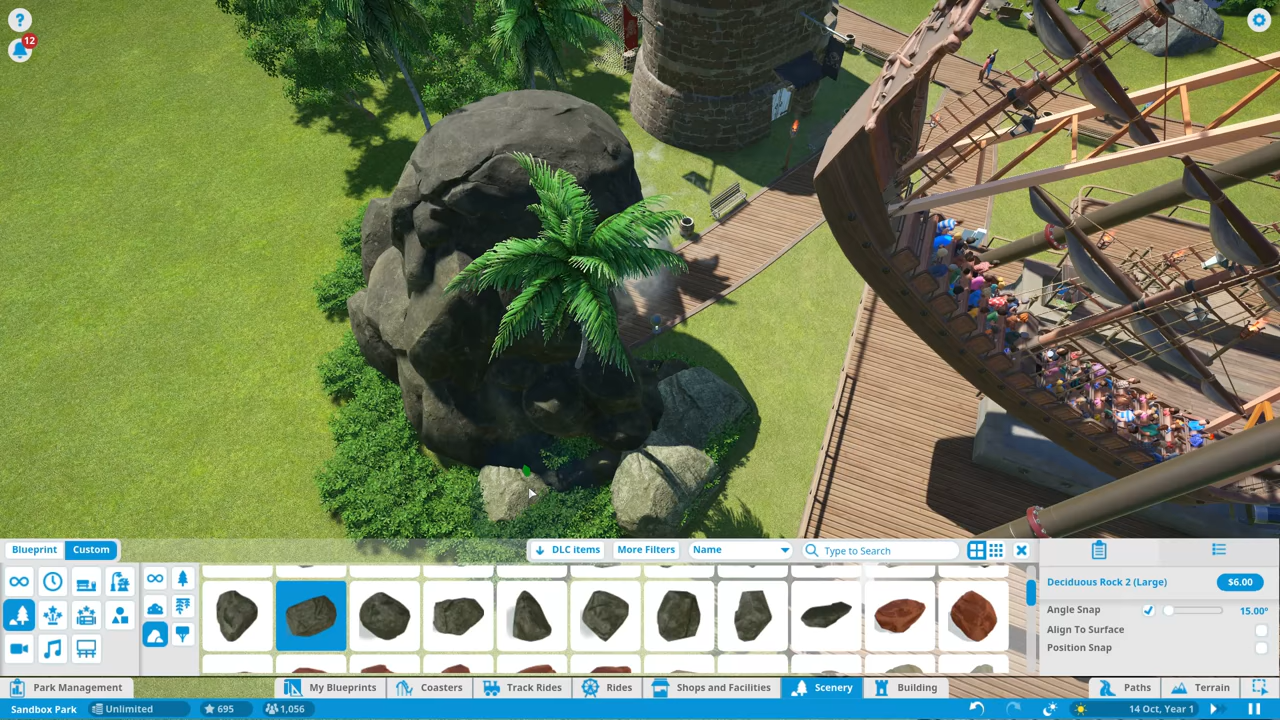 ?
12
Blueprint Custom DLC items More Filters Name Type to Search
Deciduous Rock 2 (Large) $6.00
Angle Snap 15.00°
Align To Surface
Position Snap
Park Management My Blueprints Coasters Track Rides Rides Shops and Facilities Scenery Building Paths Terrain
Sandbox Park Unlimited 695 1,056 14 Oct, Year 1